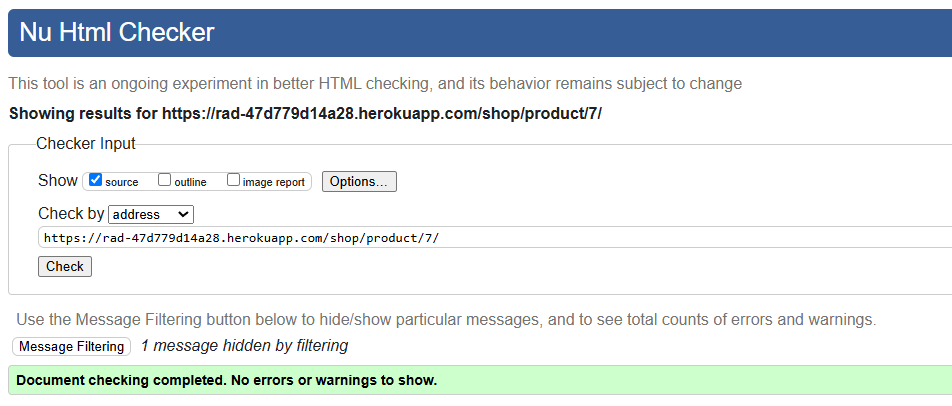 Nu Html Checker
This tool is an ongoing experiment in better HTML checking, and its behavior remains subject to change
Showing results for https://rad-47d779d14a28.herokuapp.com/shop/product/7/
Checker Input
Show source outline image report Options...
Check by address
https://rad-47d779d14a28.herokuapp.com/shop/product/7/
Check
Use the Message Filtering button below to hide/show particular messages, and to see total counts of errors and warnings.
Message Filtering 1 message hidden by filtering
Document checking completed. No errors or warnings to show.